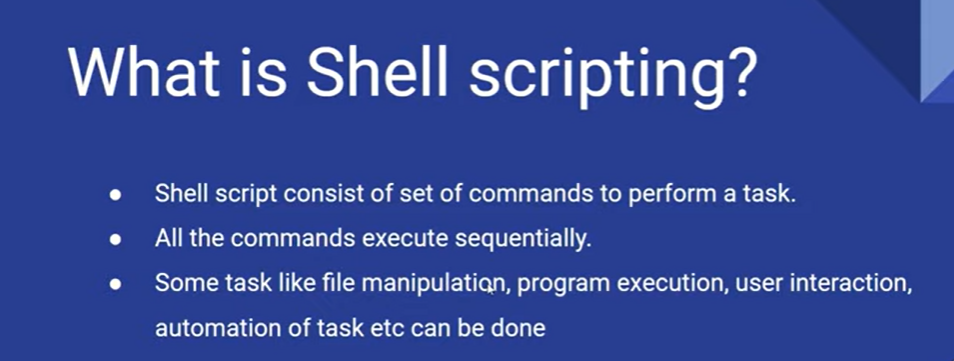 What is Shell scripting?
● Shell script consist of set of commands to perform a task.
● All the commands execute sequentially.
● Some task like file manipulation, program execution, user interaction,
automation of task etc can be done